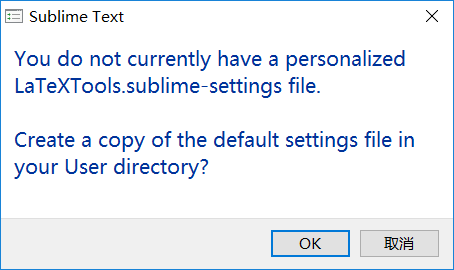 Sublime Text
You do not currently have a personalized
LaTeXTools.sublime-settings file.
Create a copy of the default settings file in
your User directory?
OK
取消